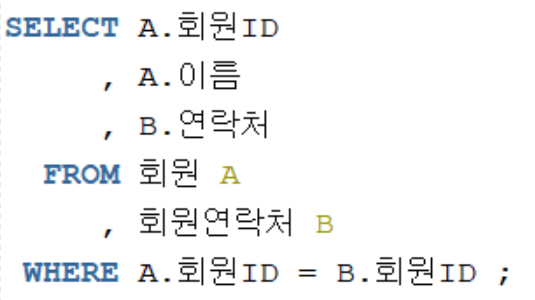 SELECT A.회원ID
, A.이름
, B.연락처
FROM 회원 A
, 회원연락처 B
WHERE A.회원ID = B.회원ID ;